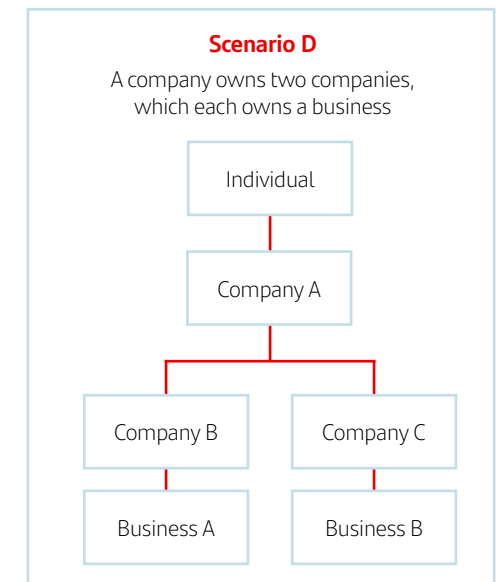 Scenario D
A company owns two companies,
which each owns a business
Individual
Company A
Company B
Company C
Business A
Business B